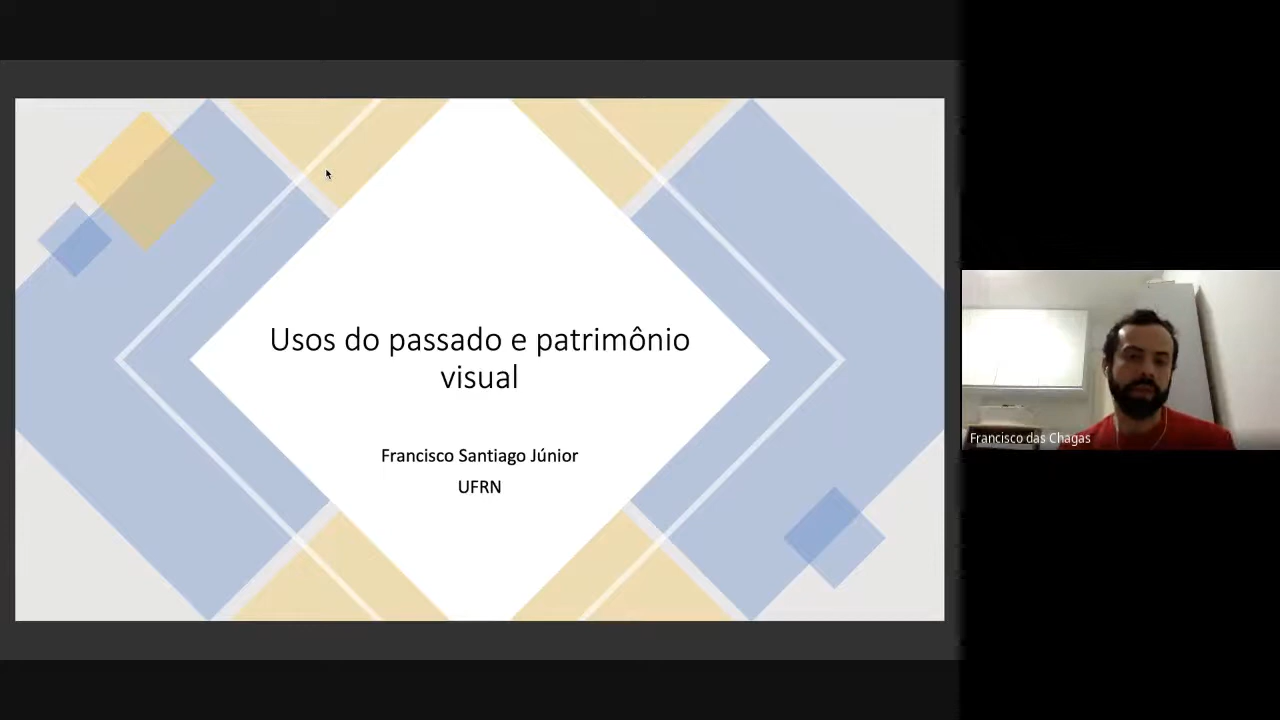 Usos do passado e patrimônio
visual
Francisco Santiago Júnior
UFRN
Francisco das Chagas